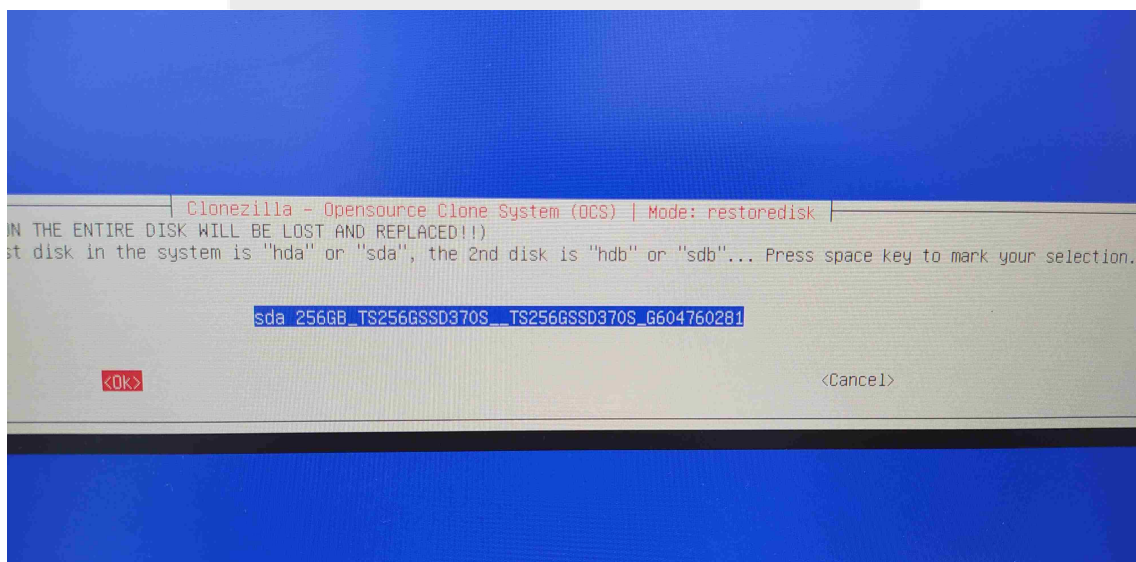 Clonezilla - Opensource Clone System (OCS) | Mode: restoredisk
ON THE ENTIRE DISK WILL BE LOST AND REPLACED!!)
st disk in the system is "hda" or "sda", the 2nd disk is "hdb" or "sdb"... Press space key to mark your selection.
sda 256GB_TS256GSSD370S__TS256GSSD370S_G604760281
<Ok> <Cancel>